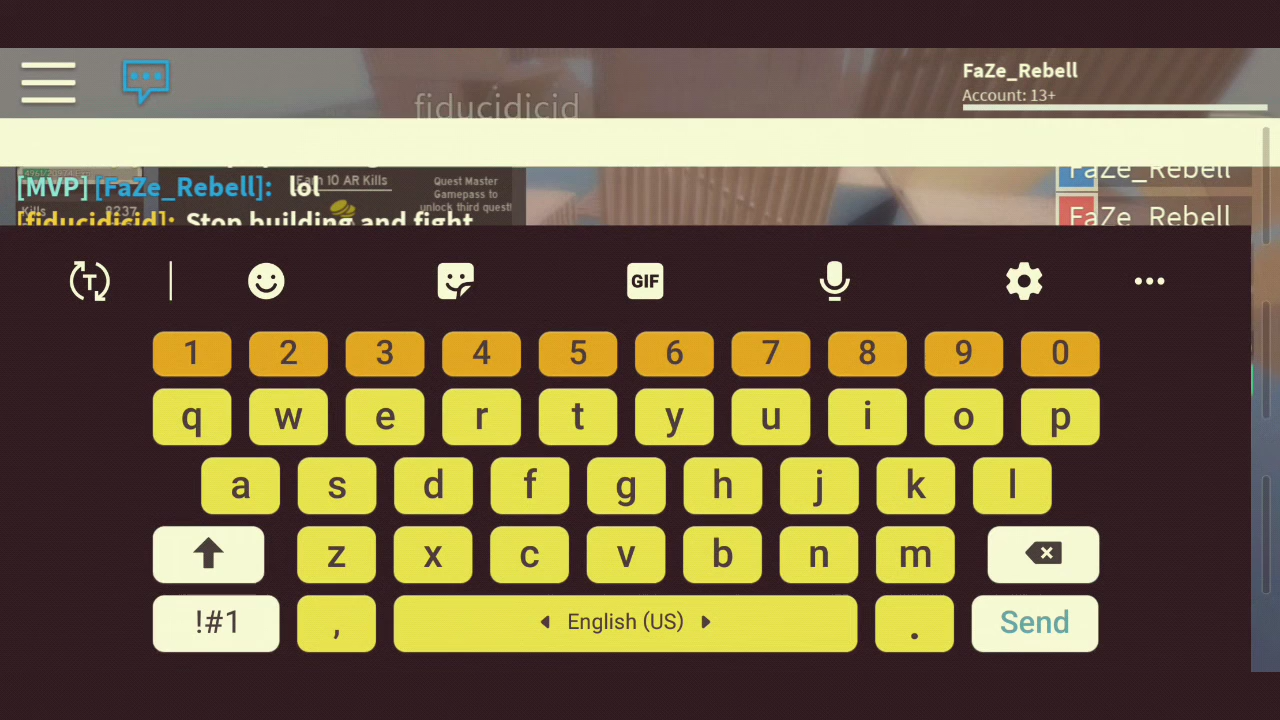 FaZe_Rebell
Account: 13+
fiducidicid
FaZe_Rebell
[MVP] [FaZe_Rebell]: lol
Earn 10 AR Kills
Quest Master
Gamepass to
unlock third quest!
Kills 8237
[fiducidicid]: Stop building and fight
FaZe_Rebell
T
GIF
1 2 3 4 5 6 7 8 9 0
q w e r t y u i o p
a s d f g h j k l
z x c v b n m
!#1 , English (US) . Send